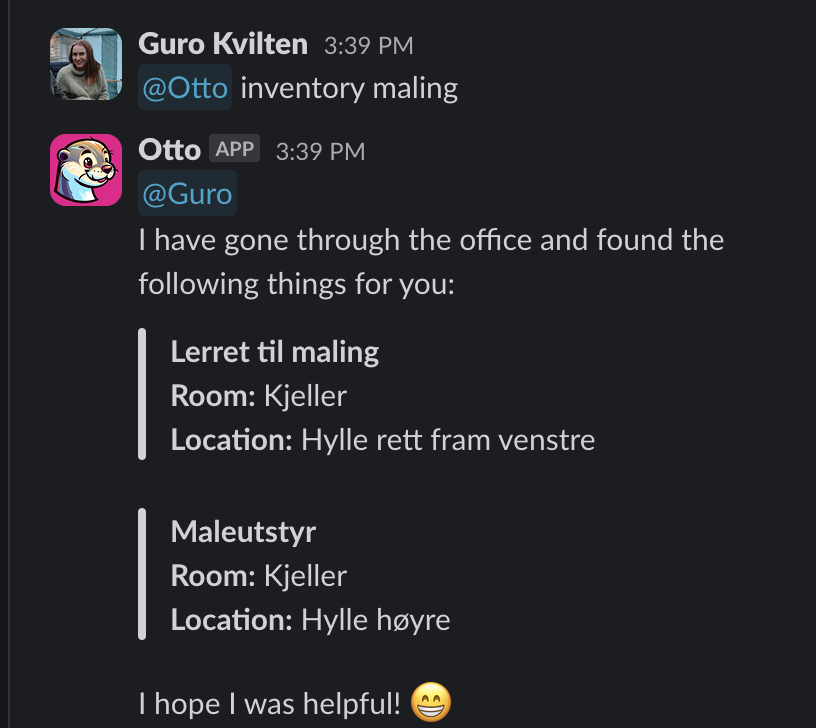 Guro Kvilten 3:39 PM
@Otto inventory maling
Otto APP 3:39 PM
@Guro
I have gone through the office and found the
following things for you:
Lerret til maling
Room: Kjeller
Location: Hylle rett fram venstre
Maleutstyr
Room: Kjeller
Location: Hylle høyre
I hope I was helpful! 😁